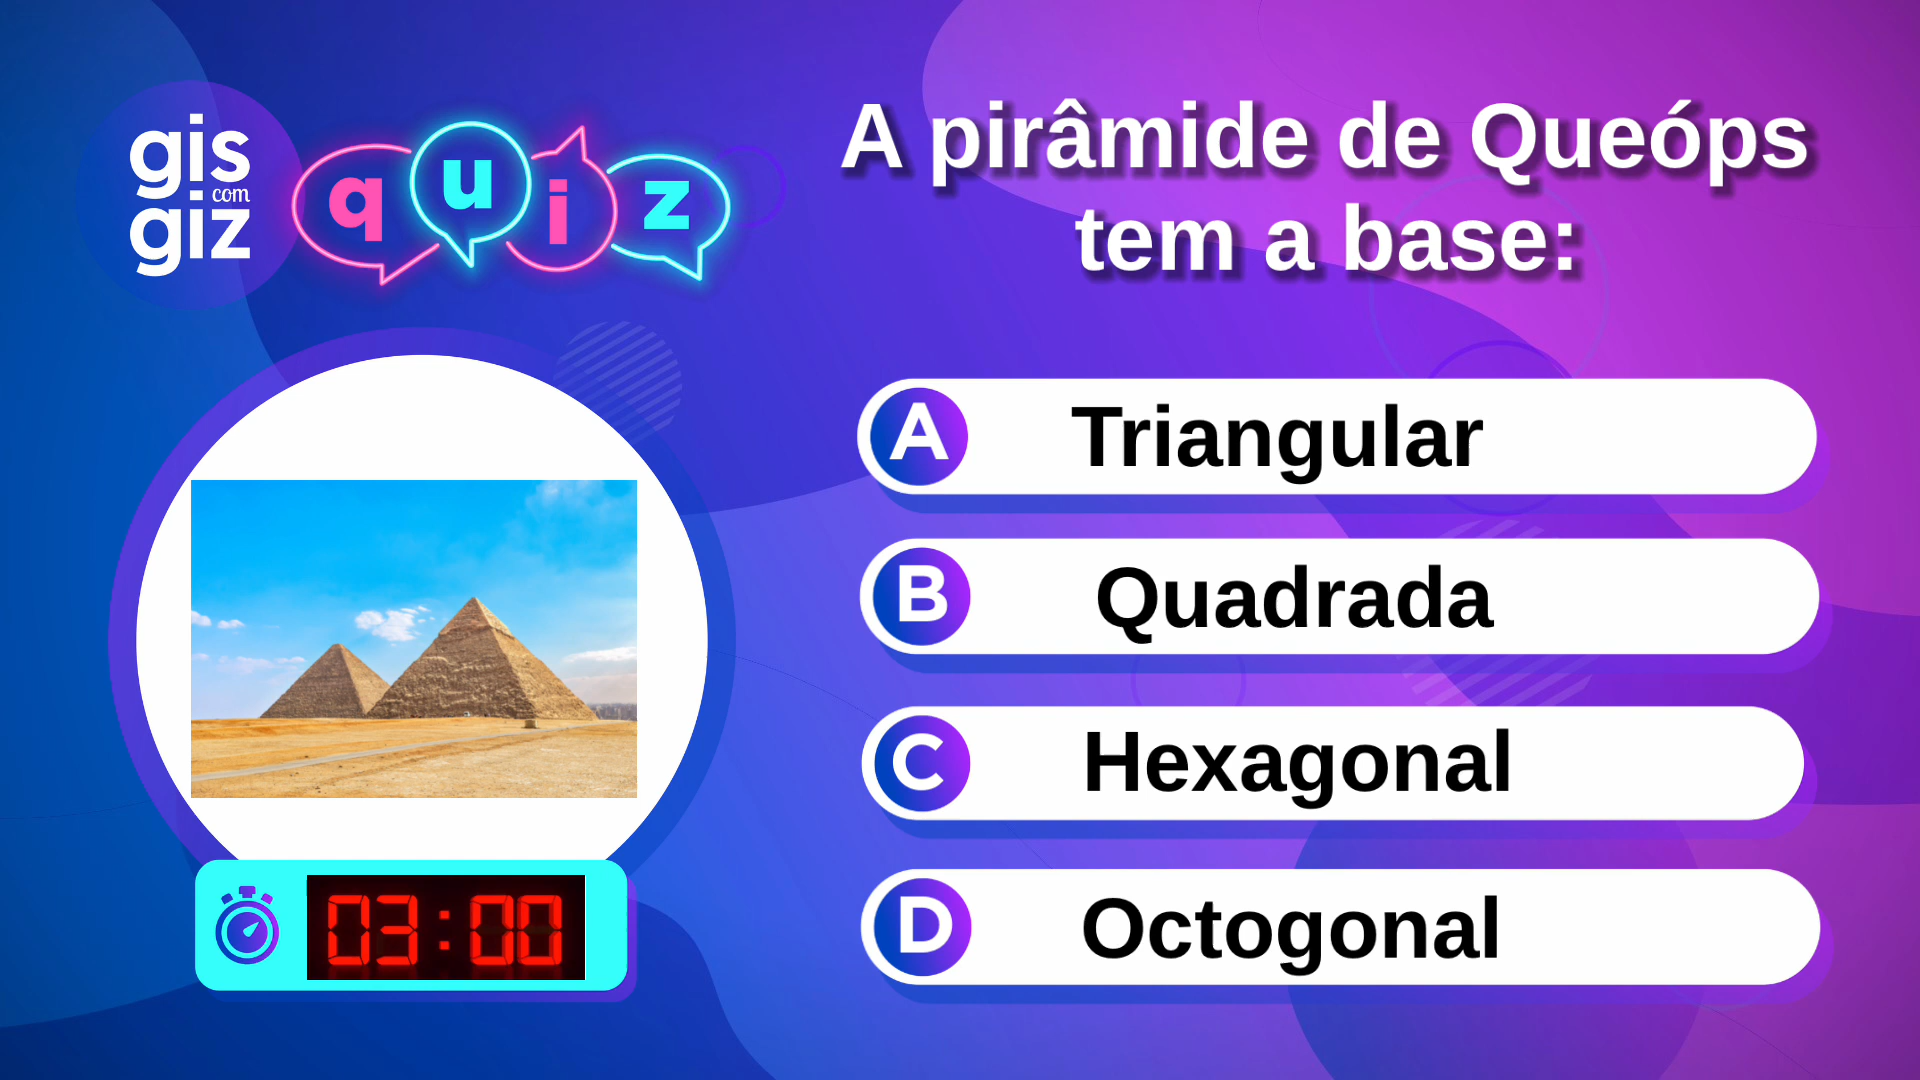 gis
com
giz
quiz
A pirâmide de Queóps
tem a base:
A Triangular
B Quadrada
C Hexagonal
D Octogonal
03:00